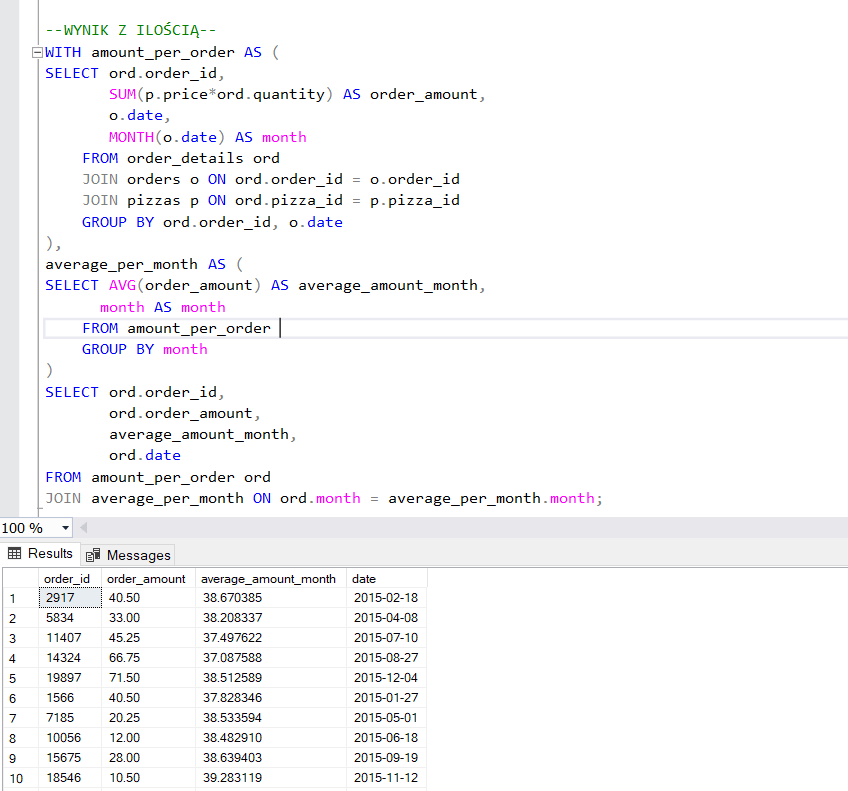 --WYNIK Z ILOŚCIĄ--
WITH amount_per_order AS (
SELECT ord.order_id,
SUM(p.price*ord.quantity) AS order_amount,
o.date,
MONTH(o.date) AS month
FROM order_details ord
JOIN orders o ON ord.order_id = o.order_id
JOIN pizzas p ON ord.pizza_id = p.pizza_id
GROUP BY ord.order_id, o.date
),
average_per_month AS (
SELECT AVG(order_amount) AS average_amount_month,
month AS month
FROM amount_per_order
GROUP BY month
)
SELECT ord.order_id,
ord.order_amount,
average_amount_month,
ord.date
FROM amount_per_order ord
JOIN average_per_month ON ord.month = average_per_month.month;
100 %
Results Messages
order_id order_amount average_amount_month date
1 2917 40.50 38.670385 2015-02-18
2 5834 33.00 38.208337 2015-04-08
3 11407 45.25 37.497622 2015-07-10
4 14324 66.75 37.087588 2015-08-27
5 19897 71.50 38.512589 2015-12-04
6 1566 40.50 37.828346 2015-01-27
7 7185 20.25 38.533594 2015-05-01
8 10056 12.00 38.482910 2015-06-18
9 15675 28.00 38.639403 2015-09-19
10 18546 10.50 39.283119 2015-11-12